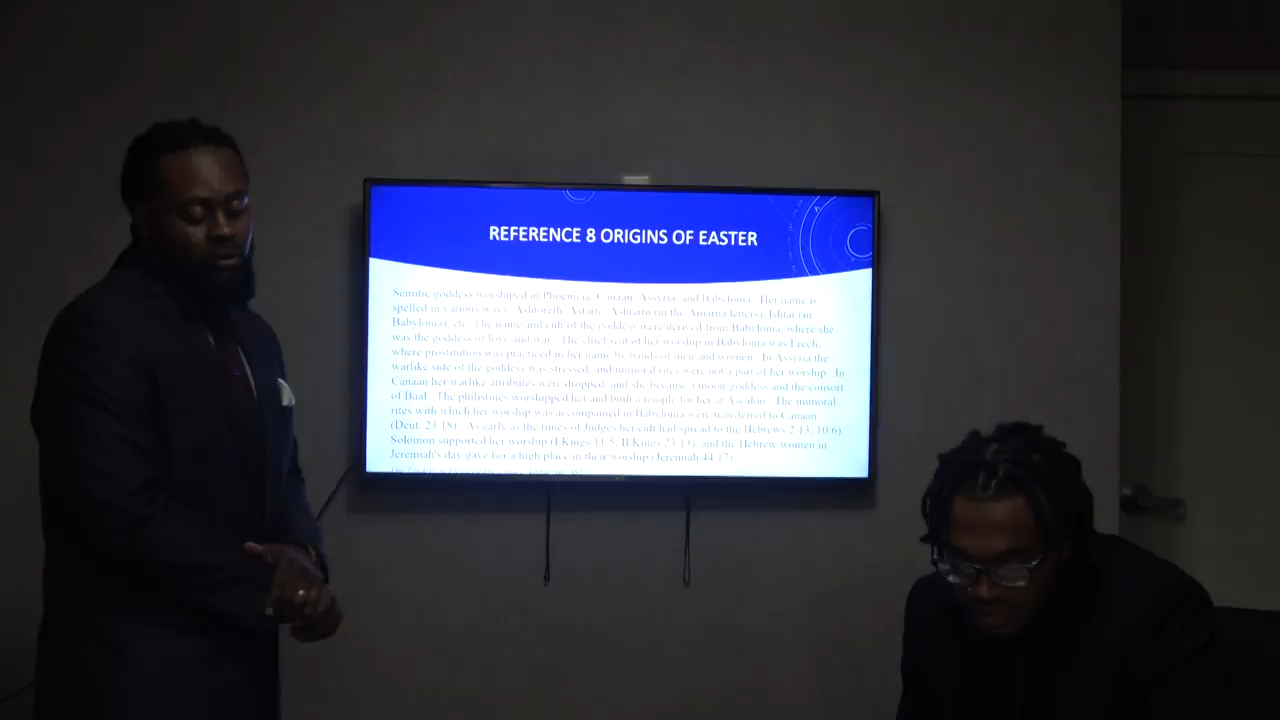 REFERENCE 8 ORIGINS OF EASTER
Semitic goddess worshiped in Phoenicia, Canaan, Assyria, and Babylonia. Her name is
spelled in various ways: Ashtoreth, Astarte, Ashtartu (in the Amarna letters), Ishtar (in
Babylonia), etc. The name and cult of the goddess were derived from Babylonia, where she
was the goddess of love and war. The chief seat of her worship in Babylonia was Erech,
where prostitution was practiced in her name by bands of men and women. In Assyria the
warlike side of the goddess was stressed, and immoral rites were not a part of her worship. In
Canaan her warlike attributes were dropped, and she became a moon-goddess and the consort
of Baal. The philistines worshipped her and built a temple for her at Ascalon. The immoral
rites with which her worship was accompanied in Babylonia were transferred to Canaan
(Deut. 23:18). As early as the times of Judges her cult had spread to the Hebrews 2:13; 10:6)
Solomon supported her worship (I Kings 11:5, II Kings 23:13), and the Hebrew women in
Jeremiah's day gave her a high place in their worship (Jeremiah 44:17)